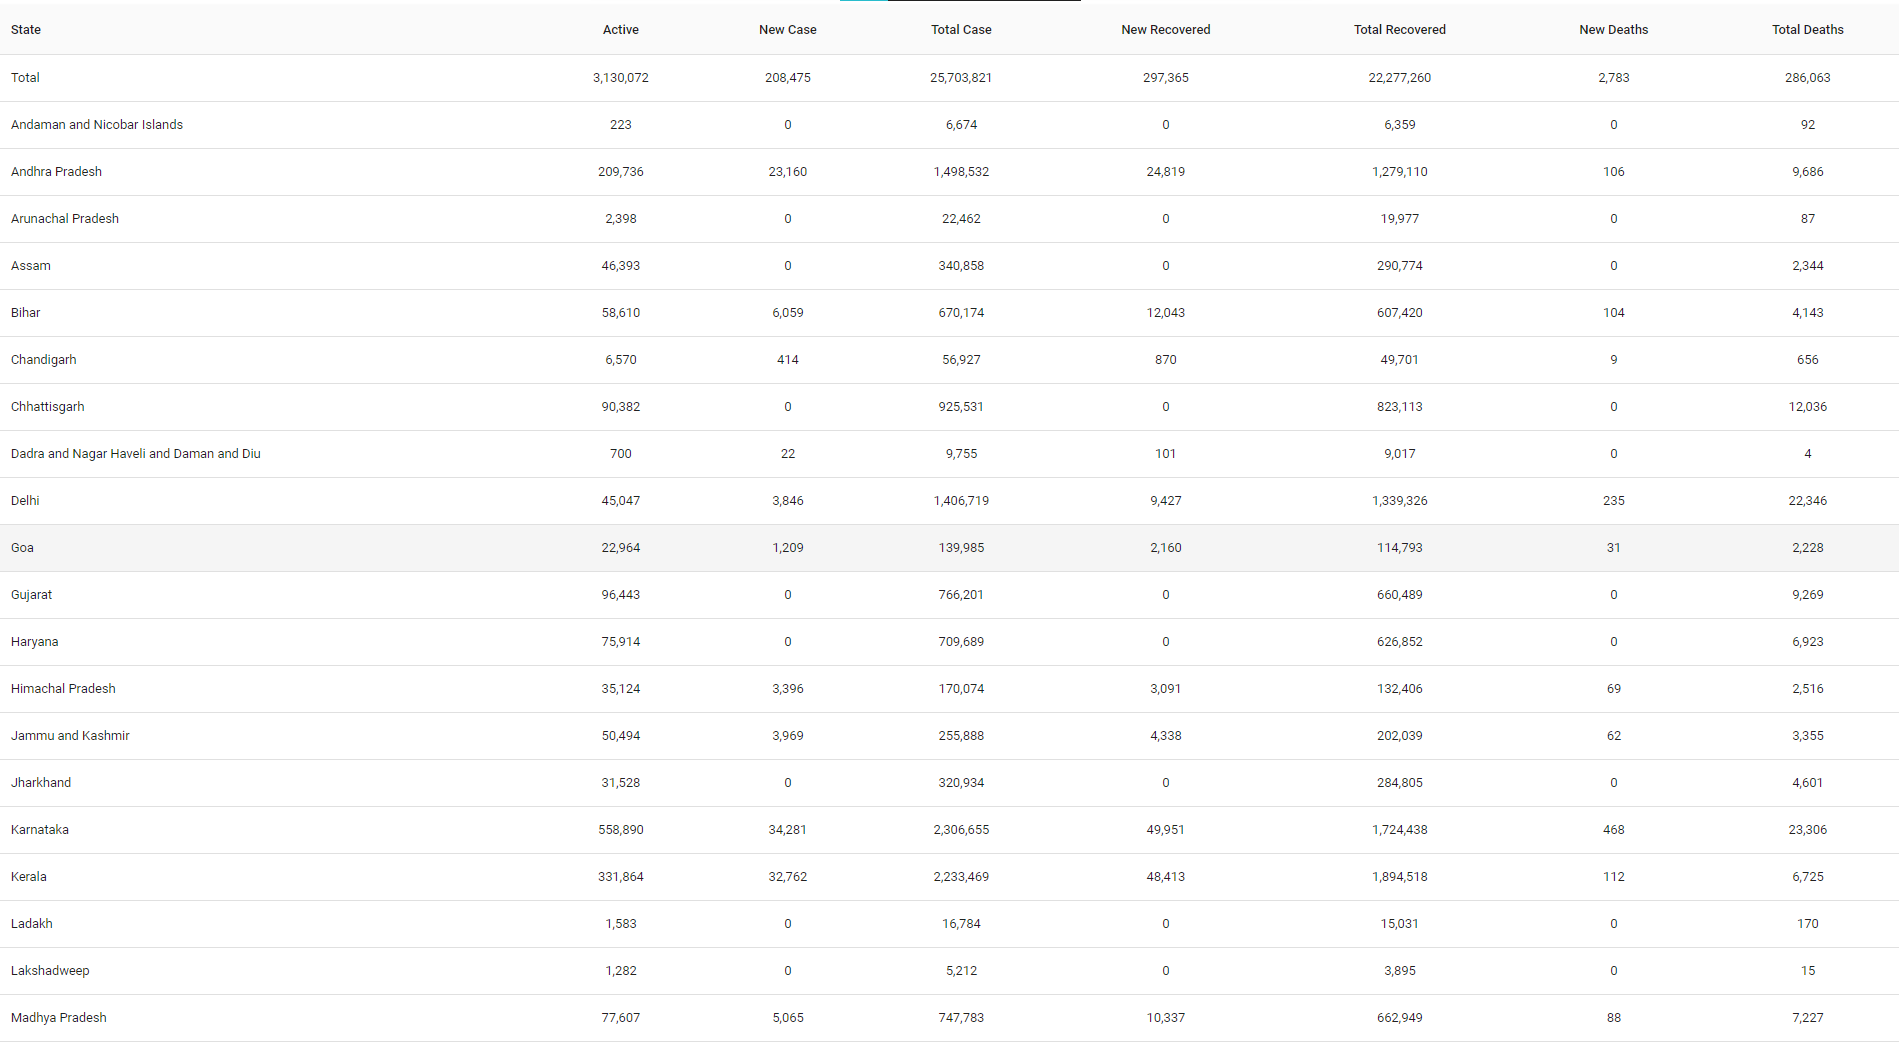 State Active New Case Total Case New Recovered Total Recovered New Deaths Total Deaths
Total 3,130,072 208,475 25,703,821 297,365 22,277,260 2,783 286,063
Andaman and Nicobar Islands 223 0 6,674 0 6,359 0 92
Andhra Pradesh 209,736 23,160 1,498,532 24,819 1,279,110 106 9,686
Arunachal Pradesh 2,398 0 22,462 0 19,977 0 87
Assam 46,393 0 340,858 0 290,774 0 2,344
Bihar 58,610 6,059 670,174 12,043 607,420 104 4,143
Chandigarh 6,570 414 56,927 870 49,701 9 656
Chhattisgarh 90,382 0 925,531 0 823,113 0 12,036
Dadra and Nagar Haveli and Daman and Diu 700 22 9,755 101 9,017 0 4
Delhi 45,047 3,846 1,406,719 9,427 1,339,326 235 22,346
Goa 22,964 1,209 139,985 2,160 114,793 31 2,228
Gujarat 96,443 0 766,201 0 660,489 0 9,269
Haryana 75,914 0 709,689 0 626,852 0 6,923
Himachal Pradesh 35,124 3,396 170,074 3,091 132,406 69 2,516
Jammu and Kashmir 50,494 3,969 255,888 4,338 202,039 62 3,355
Jharkhand 31,528 0 320,934 0 284,805 0 4,601
Karnataka 558,890 34,281 2,306,655 49,951 1,724,438 468 23,306
Kerala 331,864 32,762 2,233,469 48,413 1,894,518 112 6,725
Ladakh 1,583 0 16,784 0 15,031 0 170
Lakshadweep 1,282 0 5,212 0 3,895 0 15
Madhya Pradesh 77,607 5,065 747,783 10,337 662,949 88 7,227